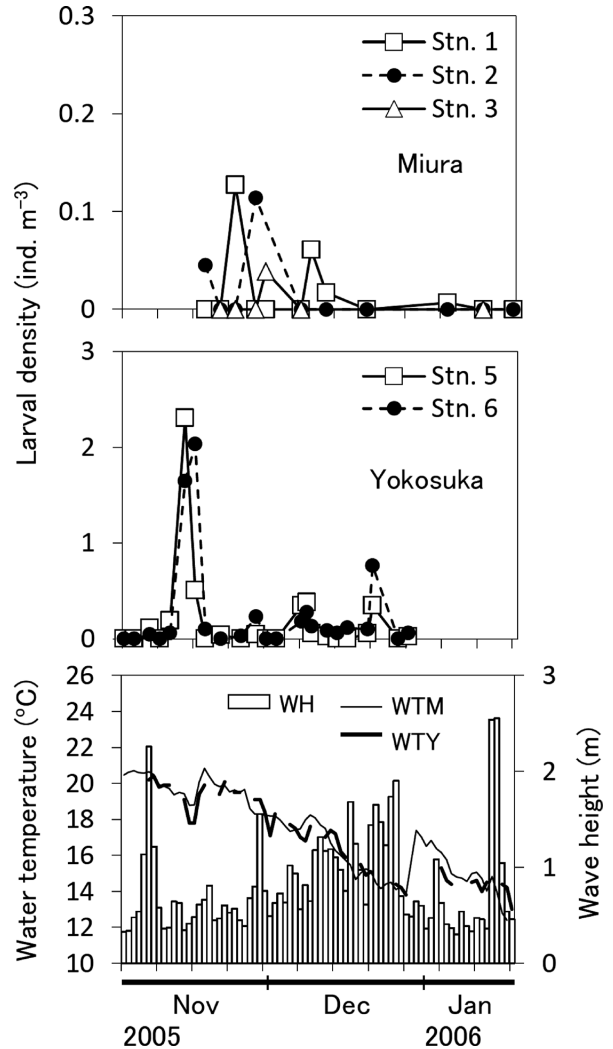 0.3
0.2
0.1
0
Stn. 1
Stn. 2
Stn. 3
Miura
Larval density (ind. m⁻³)
3
2
1
0
Stn. 5
Stn. 6
Yokosuka
26
24
22
20
18
16
14
12
10
Water temperature (°C)
WH
WTM
WTY
3
2
1
0
Wave height (m)
Nov Dec Jan
2005 2006